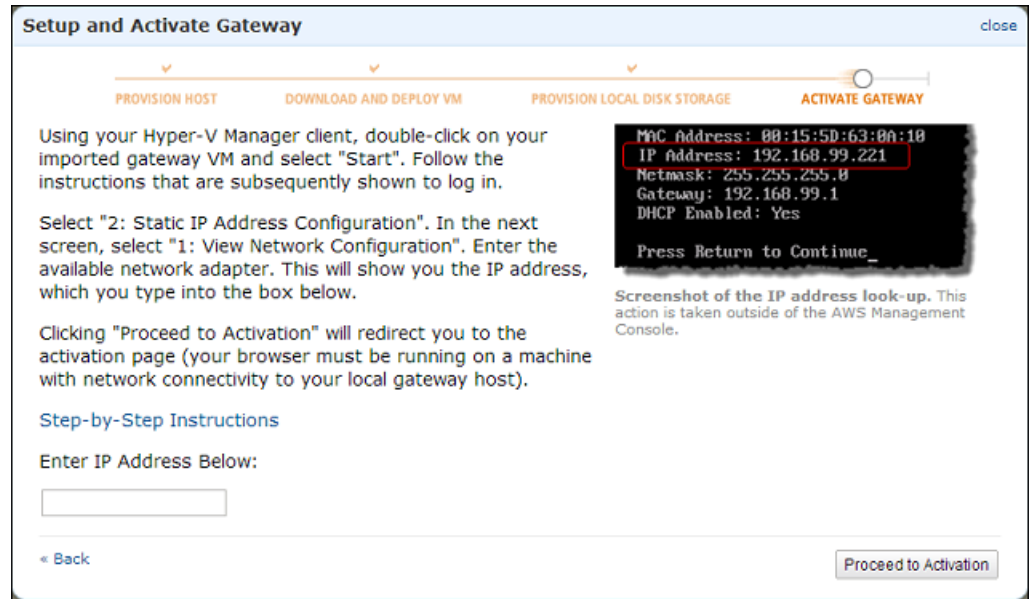 Setup and Activate Gateway
close
PROVISION HOST
DOWNLOAD AND DEPLOY VM
PROVISION LOCAL DISK STORAGE
ACTIVATE GATEWAY
Using your Hyper-V Manager client, double-click on your
imported gateway VM and select "Start". Follow the
instructions that are subsequently shown to log in.
Select "2: Static IP Address Configuration". In the next
screen, select "1: View Network Configuration". Enter the
available network adapter. This will show you the IP address,
which you type into the box below.
Clicking "Proceed to Activation" will redirect you to the
activation page (your browser must be running on a machine
with network connectivity to your local gateway host).
Step-by-Step Instructions
Enter IP Address Below:
MAC Address: 00:15:5D:63:0A:10
IP Address: 192.168.99.221
Netmask: 255.255.255.0
Gateway: 192.168.99.1
DHCP Enabled: Yes
Press Return to Continue_
Screenshot of the IP address look-up. This
action is taken outside of the AWS Management
Console.
« Back
Proceed to Activation